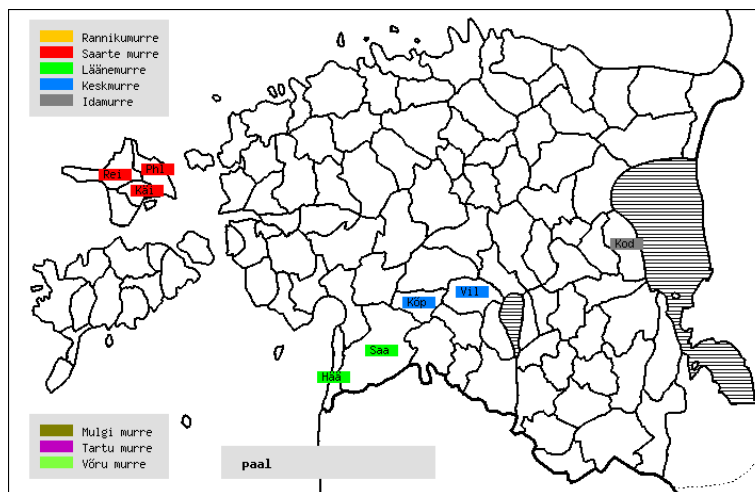 Rannikumurre
Saarte murre
Läänemurre
Keskmurre
Idamurre
Phl
Rei
Käi
Kod
Vil
Kõp
Saa
Hää
Mulgi murre
Tartu murre
Võru murre
paal